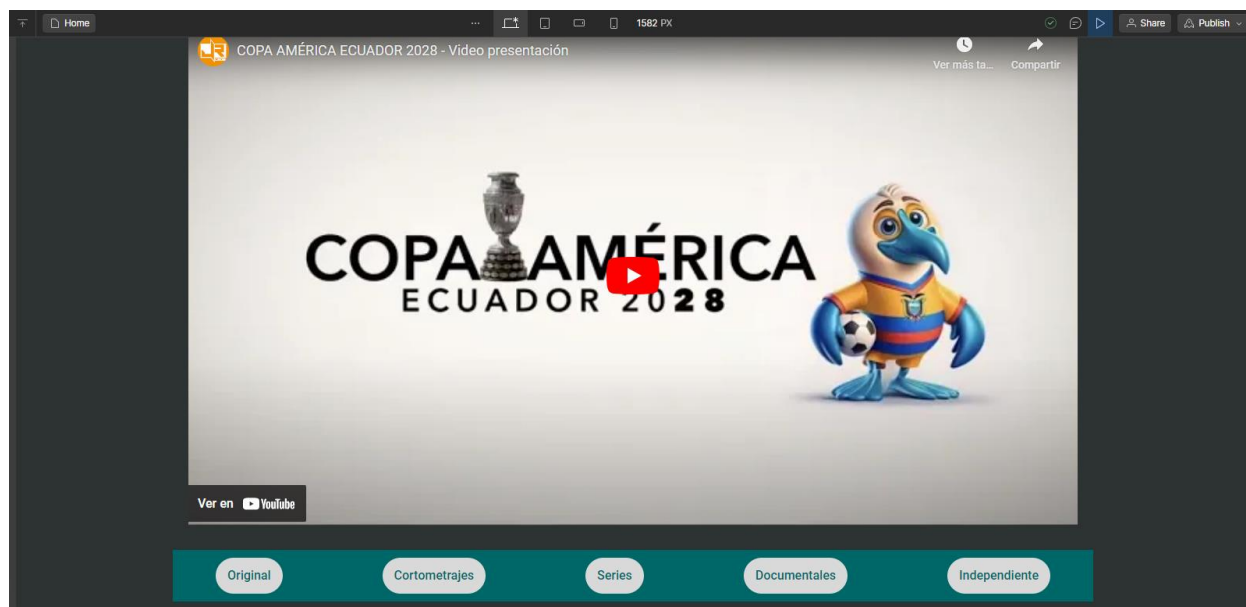 Home ... 1582 PX Share Publish
COPA AMÉRICA ECUADOR 2028 - Video presentación
Ver más ta... Compartir
COPA AMÉRICA
ECUADOR 2028
Ver en YouTube
Original Cortometrajes Series Documentales Independiente